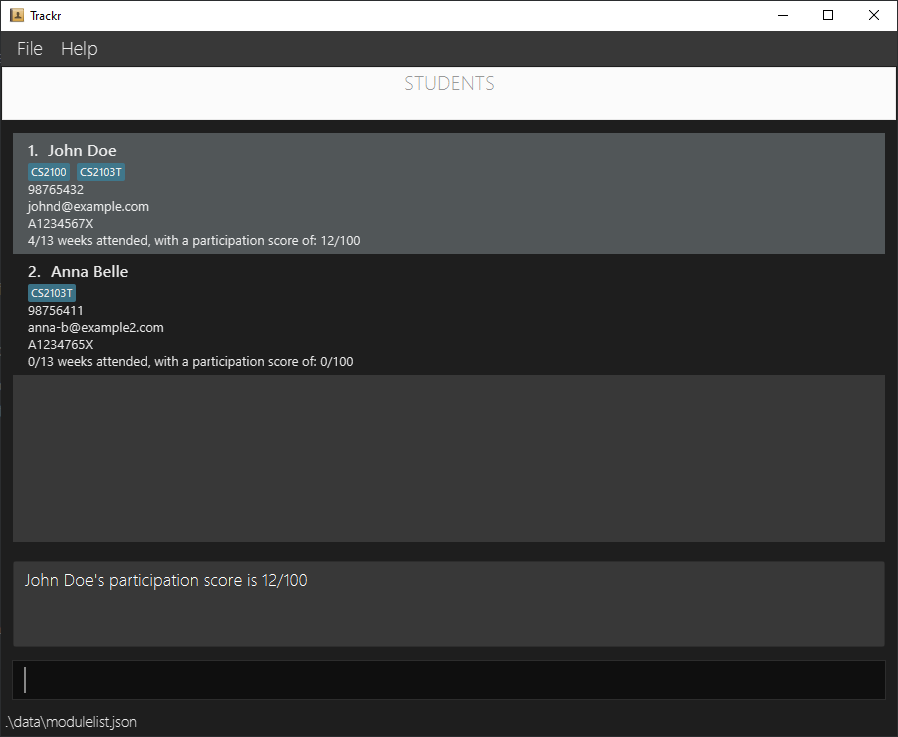 Trackr
File Help
STUDENTS
1. John Doe
CS2100 CS2103T
98765432
johnd@example.com
A1234567X
4/13 weeks attended, with a participation score of: 12/100
2. Anna Belle
CS2103T
98756411
anna-b@example2.com
A1234765X
0/13 weeks attended, with a participation score of: 0/100
John Doe's participation score is 12/100
.\data\modulelist.json